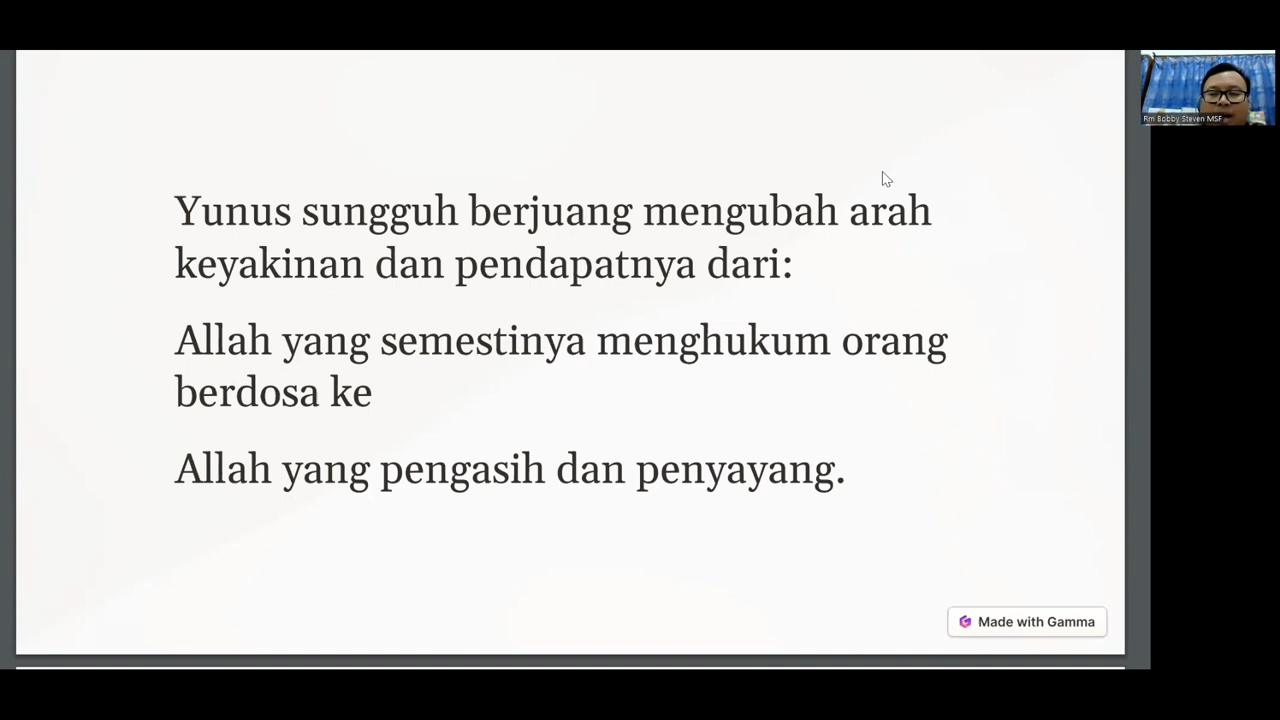 Rm Bobby Steven MSF
Yunus sungguh berjuang mengubah arah
keyakinan dan pendapatnya dari:
Allah yang semestinya menghukum orang
berdosa ke
Allah yang pengasih dan penyayang.
Made with Gamma